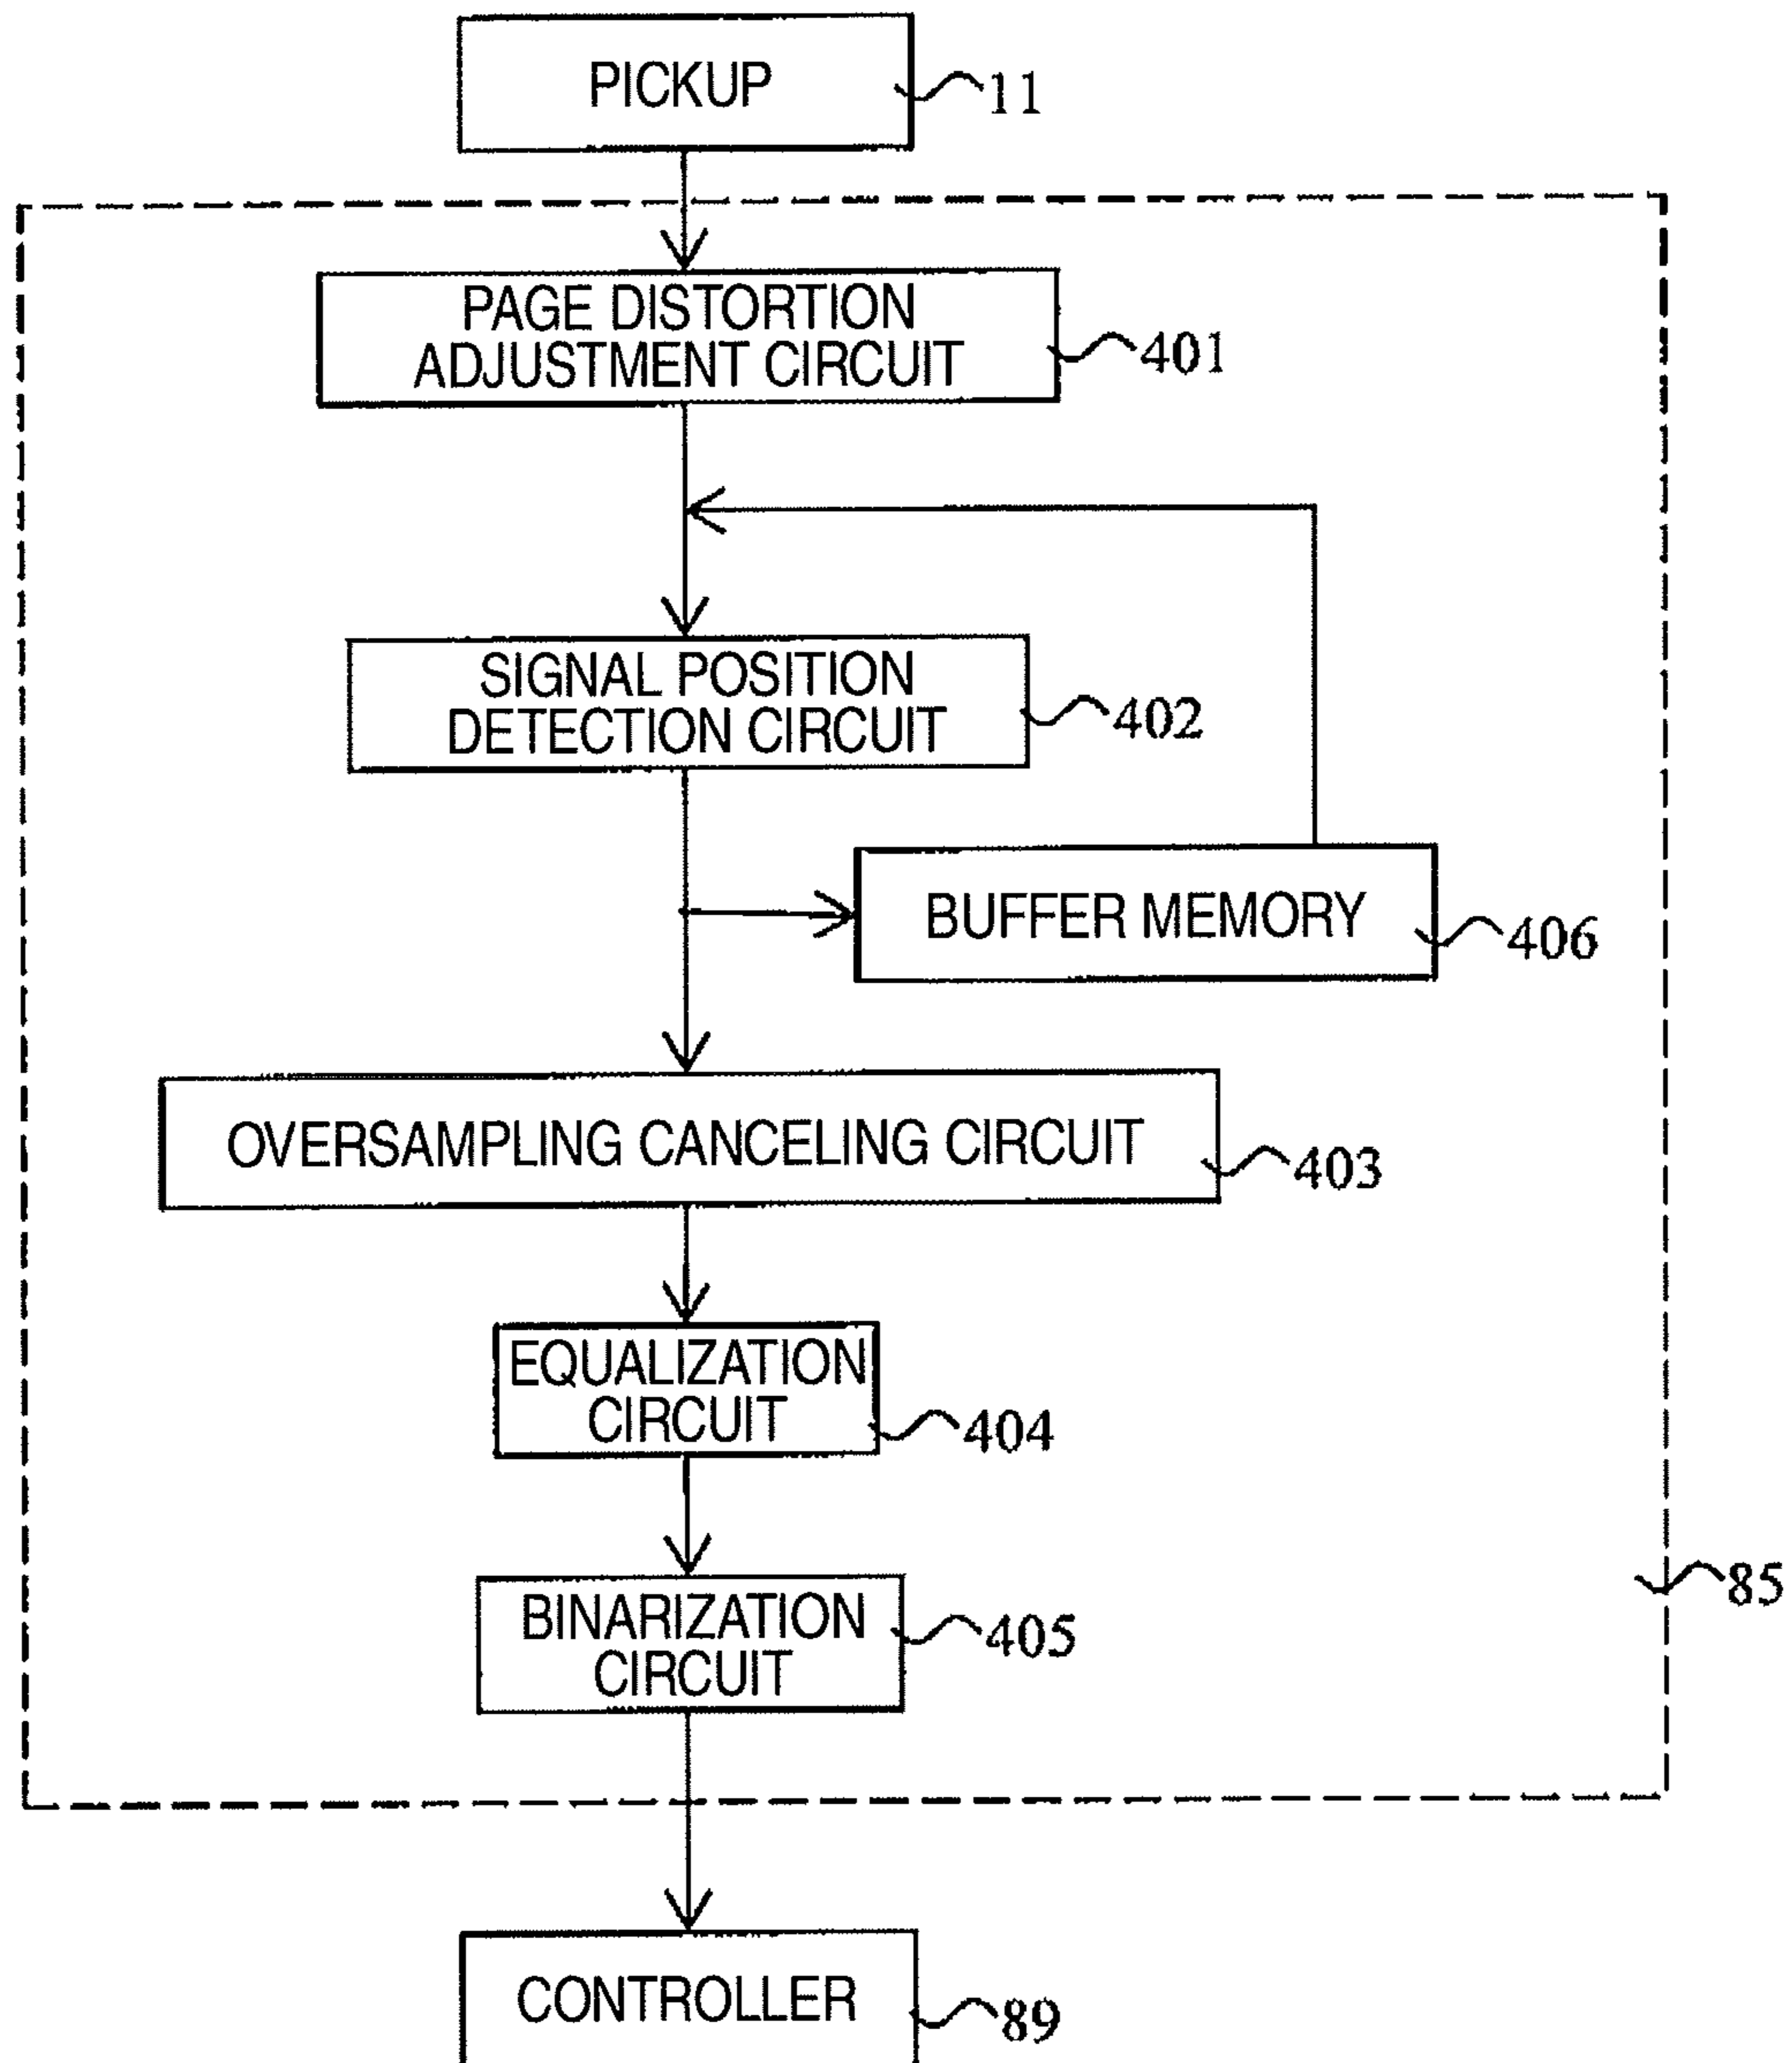 PICKUP
11
PAGE DISTORTION
ADJUSTMENT CIRCUIT
401
SIGNAL POSITION
DETECTION CIRCUIT
402
BUFFER MEMORY
406
OVERSAMPLING CANCELING CIRCUIT
403
EQUALIZATION
CIRCUIT
404
BINARIZATION
CIRCUIT
405
85
CONTROLLER
89